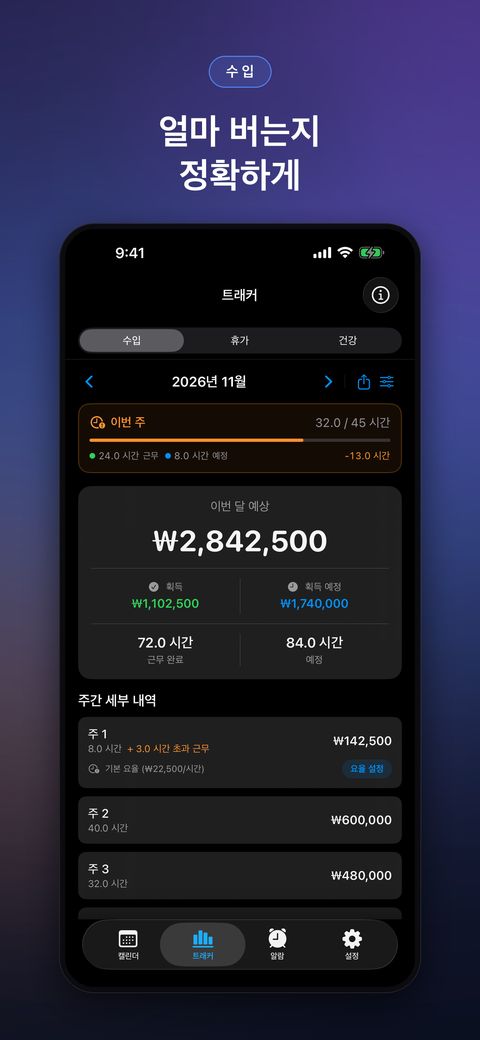 수입
얼마 버는지
정확하게
9:41
트래커
수입 휴가 건강
2026년 11월
이번 주 32.0 / 45 시간
24.0 시간 근무 8.0 시간 예정 -13.0 시간
이번 달 예상
₩2,842,500
획득 획득 예정
₩1,102,500 ₩1,740,000
72.0 시간 84.0 시간
근무 완료 예정
주간 세부 내역
주 1
8.0 시간 + 3.0 시간 초과 근무 ₩142,500
기본 요율 (₩22,500/시간) 요율 설정
주 2
40.0 시간 ₩600,000
주 3
32.0 시간 ₩480,000
캘린더 트래커 알람 설정